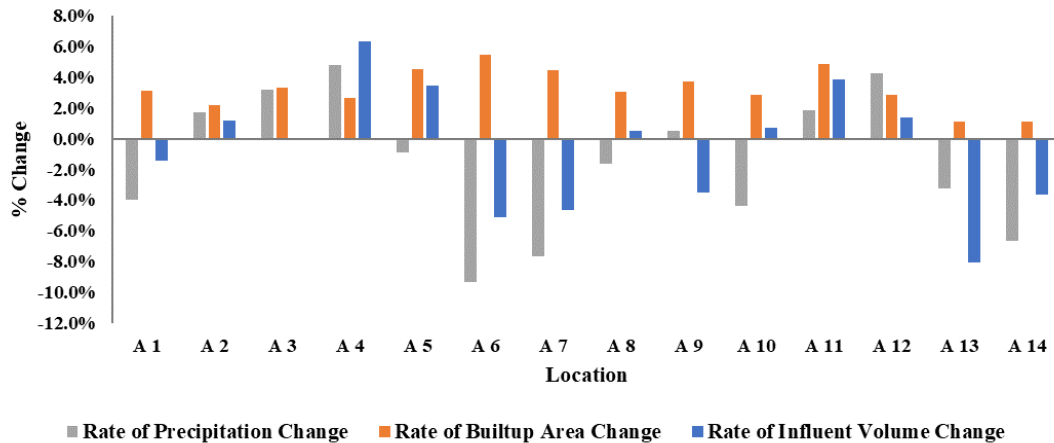 8.0%
6.0%
4.0%
2.0%
0.0%
-2.0%
-4.0%
-6.0%
-8.0%
-10.0%
-12.0%
% Change
A 1 A 2 A 3 A 4 A 5 A 6 A 7 A 8 A 9 A 10 A 11 A 12 A 13 A 14
Location
Rate of Precipitation Change Rate of Builtup Area Change Rate of Influent Volume Change